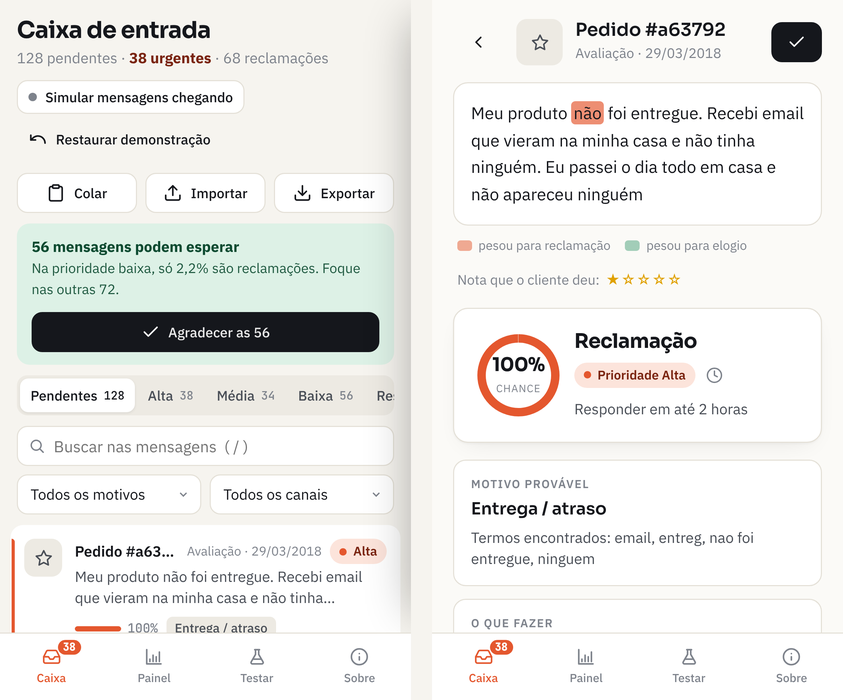 Caixa de entrada
128 pendentes · 38 urgentes · 68 reclamações
Simular mensagens chegando
Restaurar demonstração
Colar
Importar
Exportar
56 mensagens podem esperar
Na prioridade baixa, só 2,2% são reclamações. Foque
nas outras 72.
Agradecer as 56
Pendentes 128
Alta 38
Média 34
Baixa 56
Re
Buscar nas mensagens ( / )
Todos os motivos
Todos os canais
Pedido #a63...
Avaliação · 29/03/2018
Alta
Meu produto não foi entregue. Recebi email
que vieram na minha casa e não tinha...
100%
Entrega / atraso
38
Caixa
Painel
Testar
Sobre
Pedido #a63792
Avaliação · 29/03/2018
Meu produto não foi entregue. Recebi email
que vieram na minha casa e não tinha
ninguém. Eu passei o dia todo em casa e
não apareceu ninguém
pesou para reclamação
pesou para elogio
Nota que o cliente deu: ★☆☆☆☆
100%
CHANCE
Reclamação
Prioridade Alta
Responder em até 2 horas
MOTIVO PROVÁVEL
Entrega / atraso
Termos encontrados: email, entreg, nao foi
entregue, ninguem
O QUE FAZER
38
Caixa
Painel
Testar
Sobre